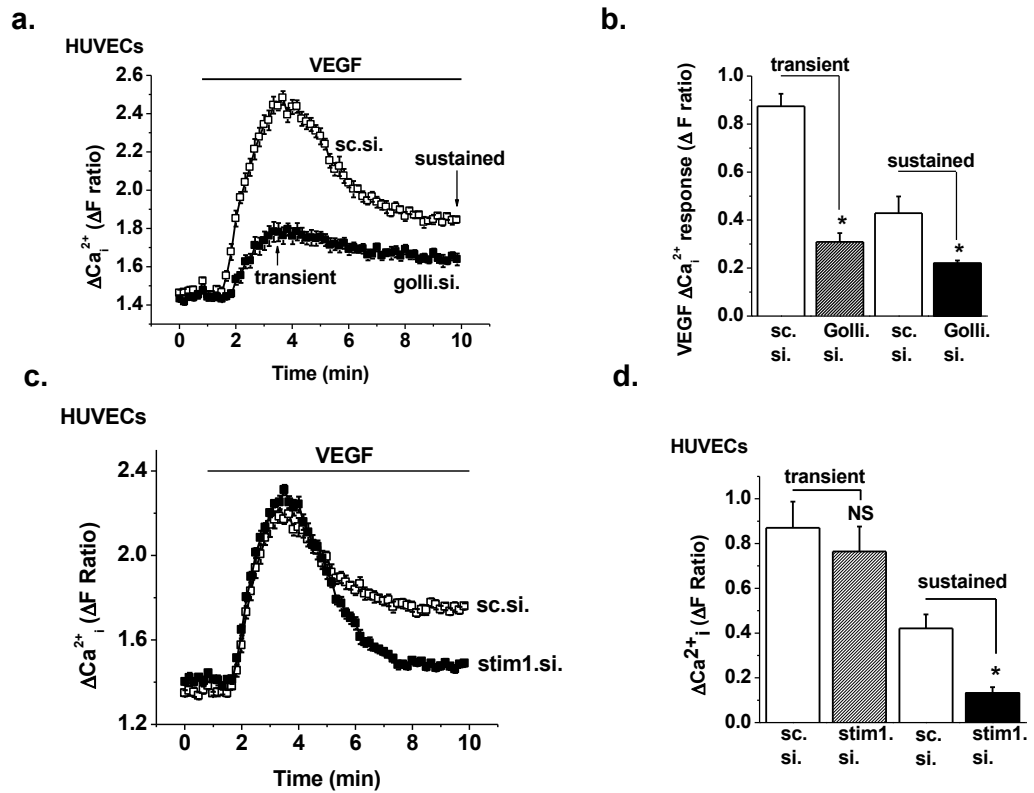 a.
HUVECs
VEGF
2.6
2.4
2.2
2.0
1.8
1.6
1.4
ΔCaᵢ²⁺ (ΔF ratio)
sc.si.
sustained
transient
golli.si.
0 2 4 6 8 10
Time (min)
b.
1.0
0.8
0.6
0.4
0.2
0.0
VEGF ΔCaᵢ²⁺ response (Δ F ratio)
transient
*
sustained
*
sc. Golli. sc. Golli.
si. si. si. si.
c.
HUVECs
VEGF
2.4
2.0
1.6
1.2
ΔCa²⁺ᵢ (ΔF Ratio)
sc.si.
stim1.si.
0 2 4 6 8 10
Time (min)
d.
HUVECs
1.0
0.8
0.6
0.4
0.2
0.0
ΔCa²⁺ᵢ (ΔF Ratio)
transient
NS
sustained
*
sc. stim1. sc. stim1.
si. si. si. si.